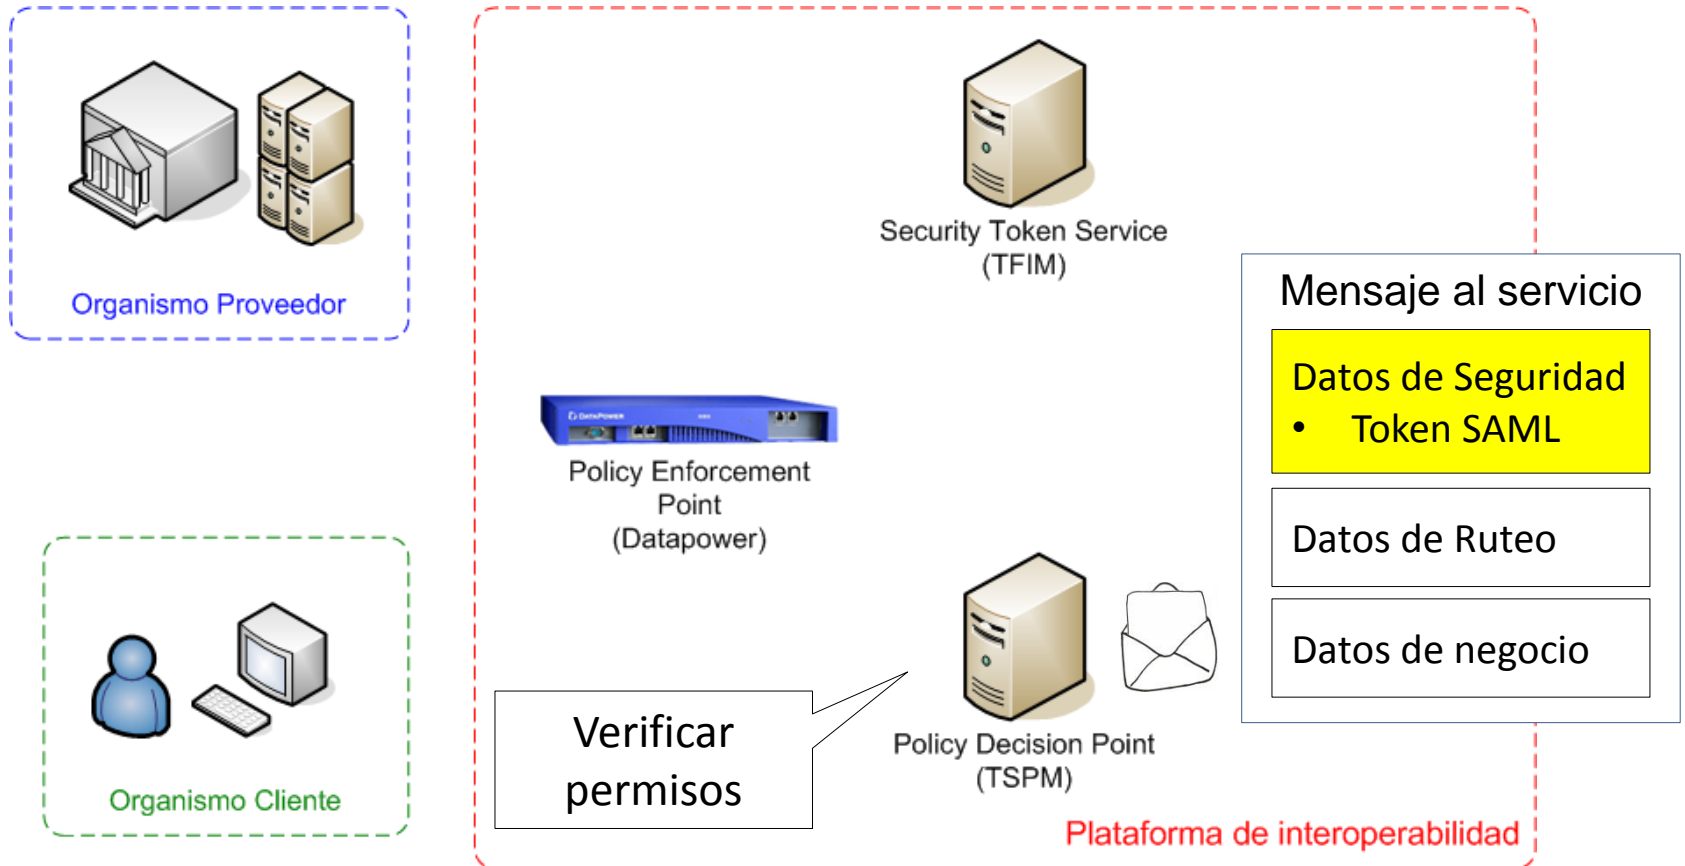 Organismo Proveedor
Security Token Service
(TFIM)
Mensaje al servicio
Datos de Seguridad
• Token SAML
Datos de Ruteo
Datos de negocio
DATAPOWER
Policy Enforcement
Point
(Datapower)
Verificar
permisos
Policy Decision Point
(TSPM)
Organismo Cliente
Plataforma de interoperabilidad